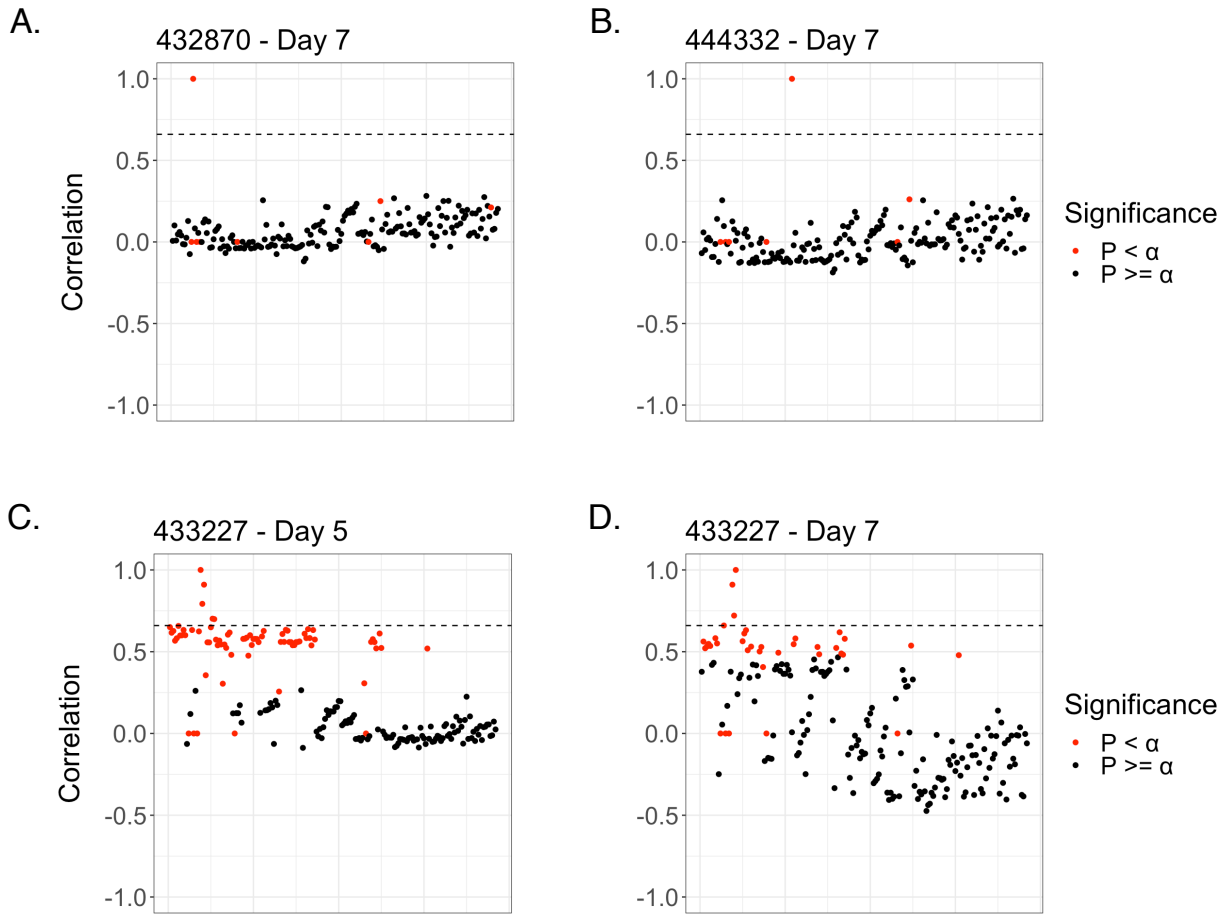 A.
432870 - Day 7
1.0
0.5
0.0
-0.5
-1.0
Correlation
B.
444332 - Day 7
1.0
0.5
0.0
-0.5
-1.0
Significance
P < α
P >= α
C.
433227 - Day 5
1.0
0.5
0.0
-0.5
-1.0
Correlation
D.
433227 - Day 7
1.0
0.5
0.0
-0.5
-1.0
Significance
P < α
P >= α